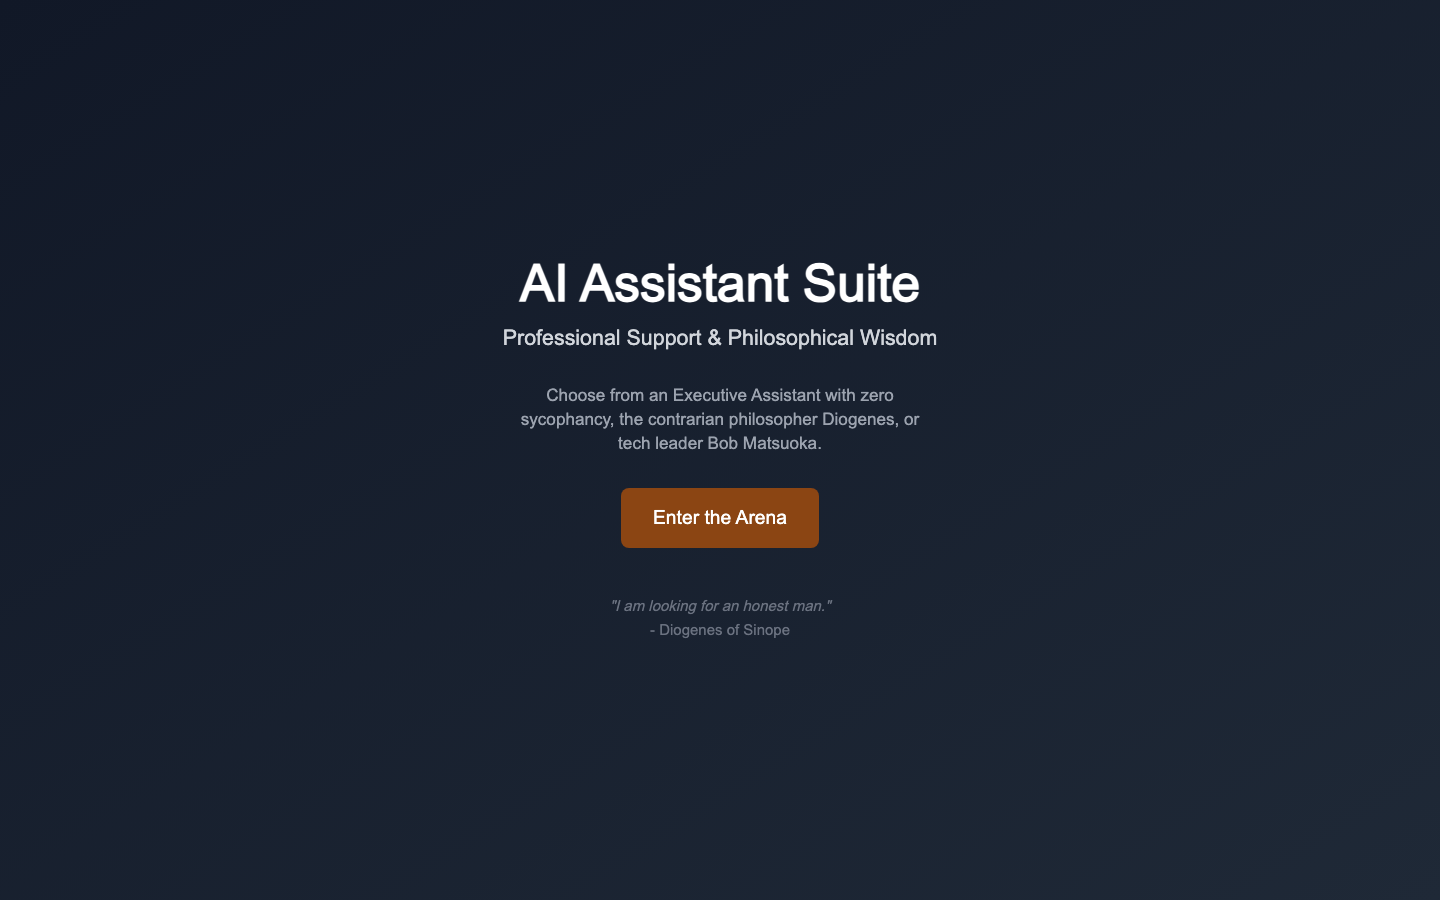 AI Assistant Suite
Professional Support & Philosophical Wisdom
Choose from an Executive Assistant with zero
sycophancy, the contrarian philosopher Diogenes, or
tech leader Bob Matsuoka.
Enter the Arena
"I am looking for an honest man."
- Diogenes of Sinope